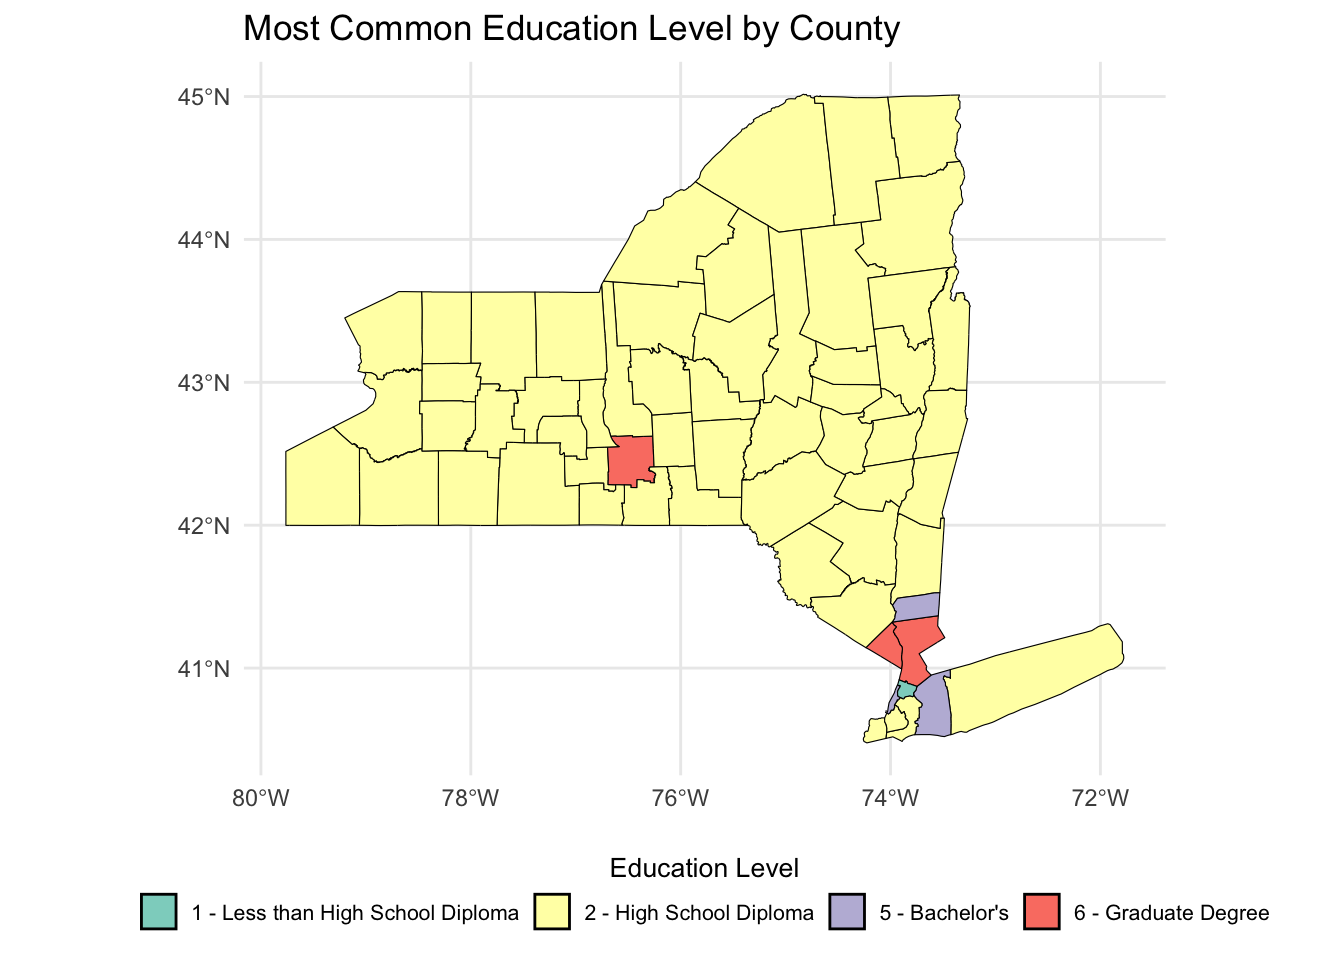 Most Common Education Level by County
45°N
44°N
43°N
42°N
41°N
80°W 78°W 76°W 74°W 72°W
Education Level
1 - Less than High School Diploma 2 - High School Diploma 5 - Bachelor's 6 - Graduate Degree